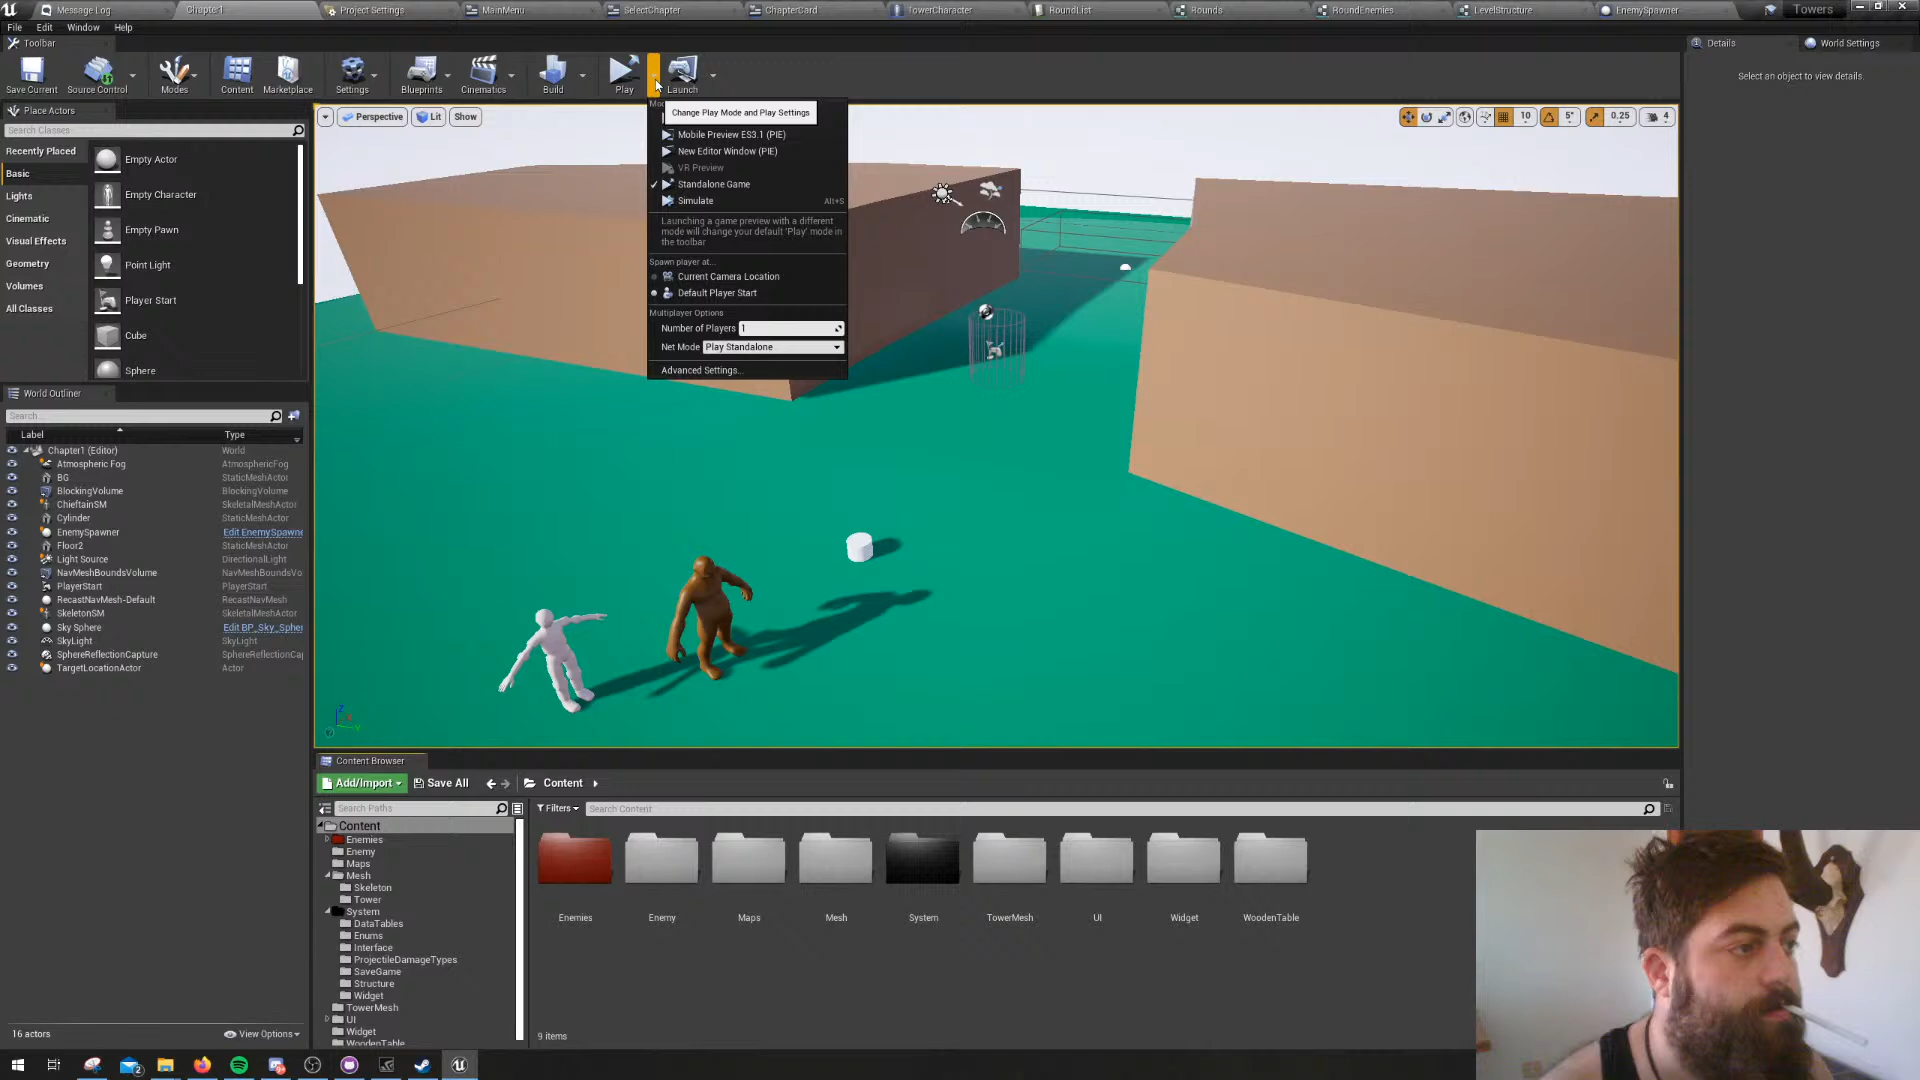 Message Log
Chapter1
Project Settings
MainMenu
SelectChapter
ChapterCard
TowerCharacter
RoundList
Rounds
RoundEnemies
LevelStructure
EnemySpawner
Towers
File Edit Window Help
Toolbar
Details
World Settings
Save Current
Source Control
Modes
Content
Marketplace
Settings
Blueprints
Cinematics
Build
Play
Launch
Select an object to view details.
Place Actors
Search Classes
Recently Placed
Basic
Lights
Cinematic
Visual Effects
Geometry
Volumes
All Classes
Empty Actor
Empty Character
Empty Pawn
Point Light
Player Start
Cube
Sphere
Perspective
Lit
Show
10
5°
0.25
4
Change Play Mode and Play Settings
Mobile Preview ES3.1 (PIE)
New Editor Window (PIE)
VR Preview
Standalone Game
Simulate Alt+S
Launching a game preview with a different
mode will change your default 'Play' mode in
the toolbar
Spawn player at...
Current Camera Location
Default Player Start
Multiplayer Options
Number of Players 1
Net Mode Play Standalone
Advanced Settings...
World Outliner
Search...
Label Type
Chapter1 (Editor) World
Atmospheric Fog AtmosphericFog
BG StaticMeshActor
BlockingVolume BlockingVolume
ChieftainSM SkeletalMeshActor
Cylinder StaticMeshActor
EnemySpawner Edit EnemySpawne
Floor2 StaticMeshActor
Light Source DirectionalLight
NavMeshBoundsVolume NavMeshBoundsVo
PlayerStart PlayerStart
RecastNavMesh-Default RecastNavMesh
SkeletonSM SkeletalMeshActor
Sky Sphere Edit BP_Sky_Spher
SkyLight SkyLight
SphereReflectionCapture SphereReflectionCap
TargetLocationActor Actor
16 actors
View Options
Content Browser
Add/Import
Save All
Content
Search Paths
Filters
Search Content
Content
Enemies
Enemy
Maps
Mesh
Skeleton
Tower
System
DataTables
Enums
Interface
ProjectileDamageTypes
SaveGame
Structure
Widget
TowerMesh
UI
Widget
WoodenTable
Enemies
Enemy
Maps
Mesh
System
TowerMesh
UI
Widget
WoodenTable
9 items